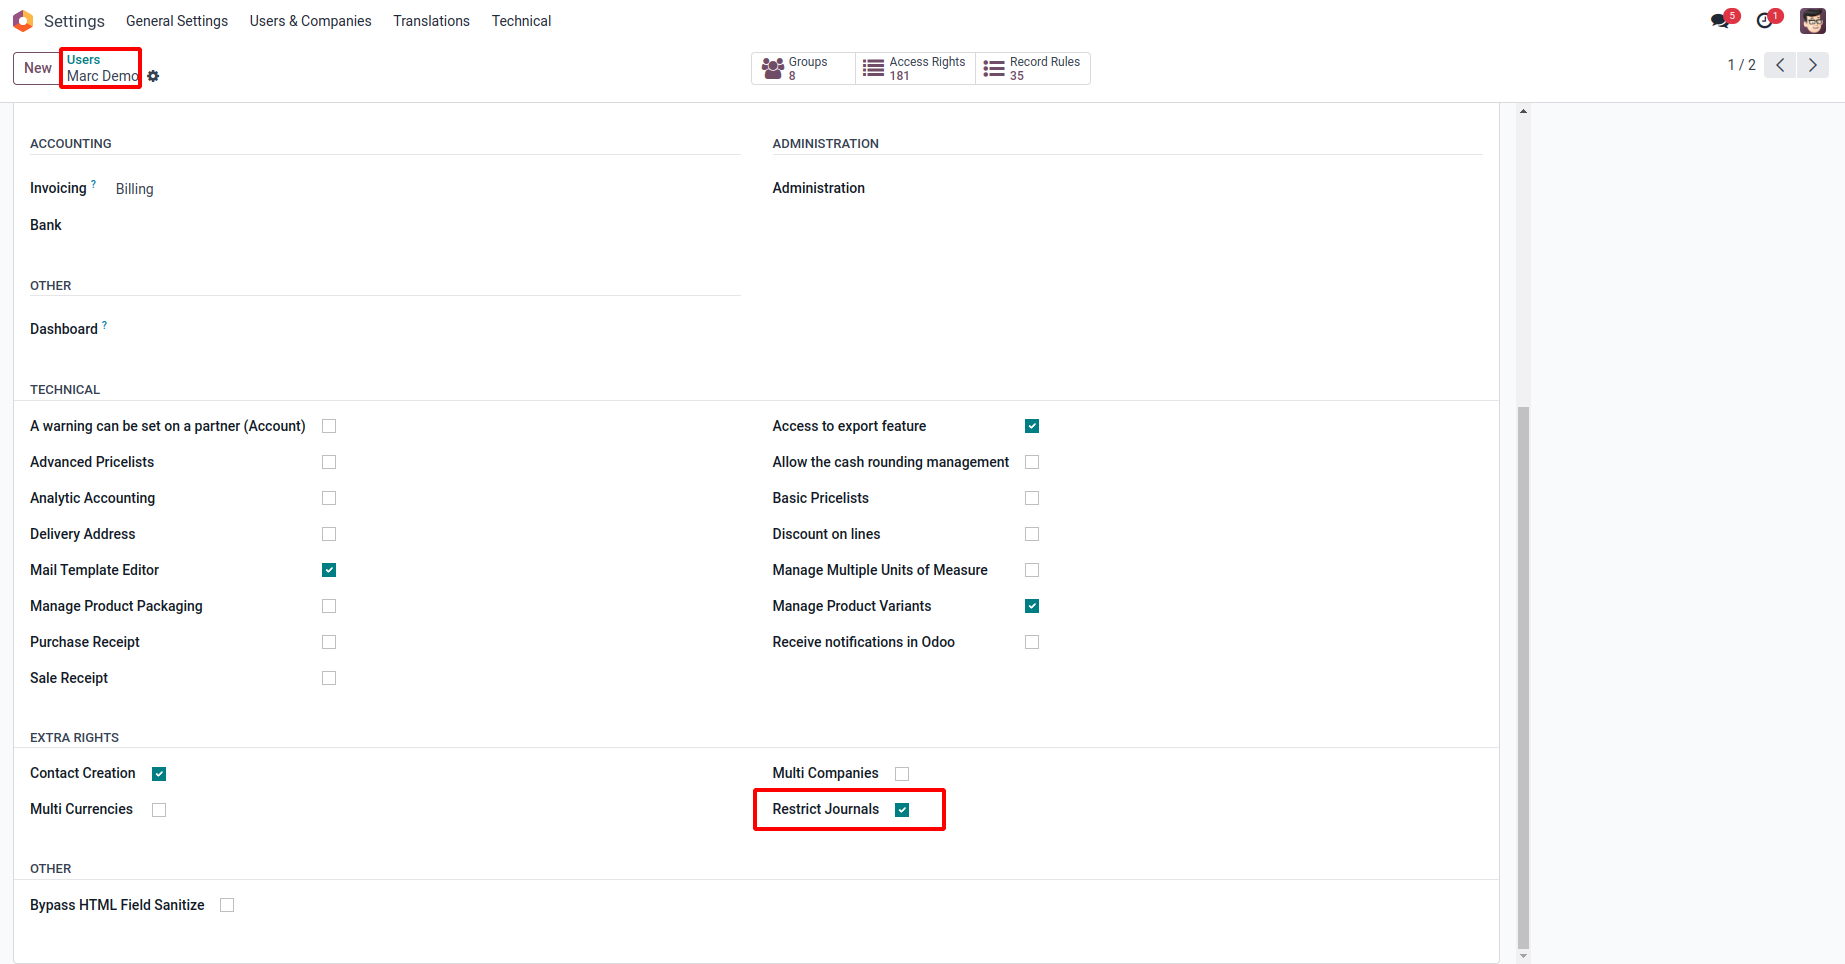 Settings General Settings Users & Companies Translations Technical 5 1
New Users Groups Access Rights Record Rules 1 / 2
Marc Demo 8 181 35
ACCOUNTING ADMINISTRATION
Invoicing ? Billing Administration
Bank
OTHER
Dashboard ?
TECHNICAL
A warning can be set on a partner (Account) Access to export feature
Advanced Pricelists Allow the cash rounding management
Analytic Accounting Basic Pricelists
Delivery Address Discount on lines
Mail Template Editor Manage Multiple Units of Measure
Manage Product Packaging Manage Product Variants
Purchase Receipt Receive notifications in Odoo
Sale Receipt
EXTRA RIGHTS
Contact Creation Multi Companies
Multi Currencies Restrict Journals
OTHER
Bypass HTML Field Sanitize